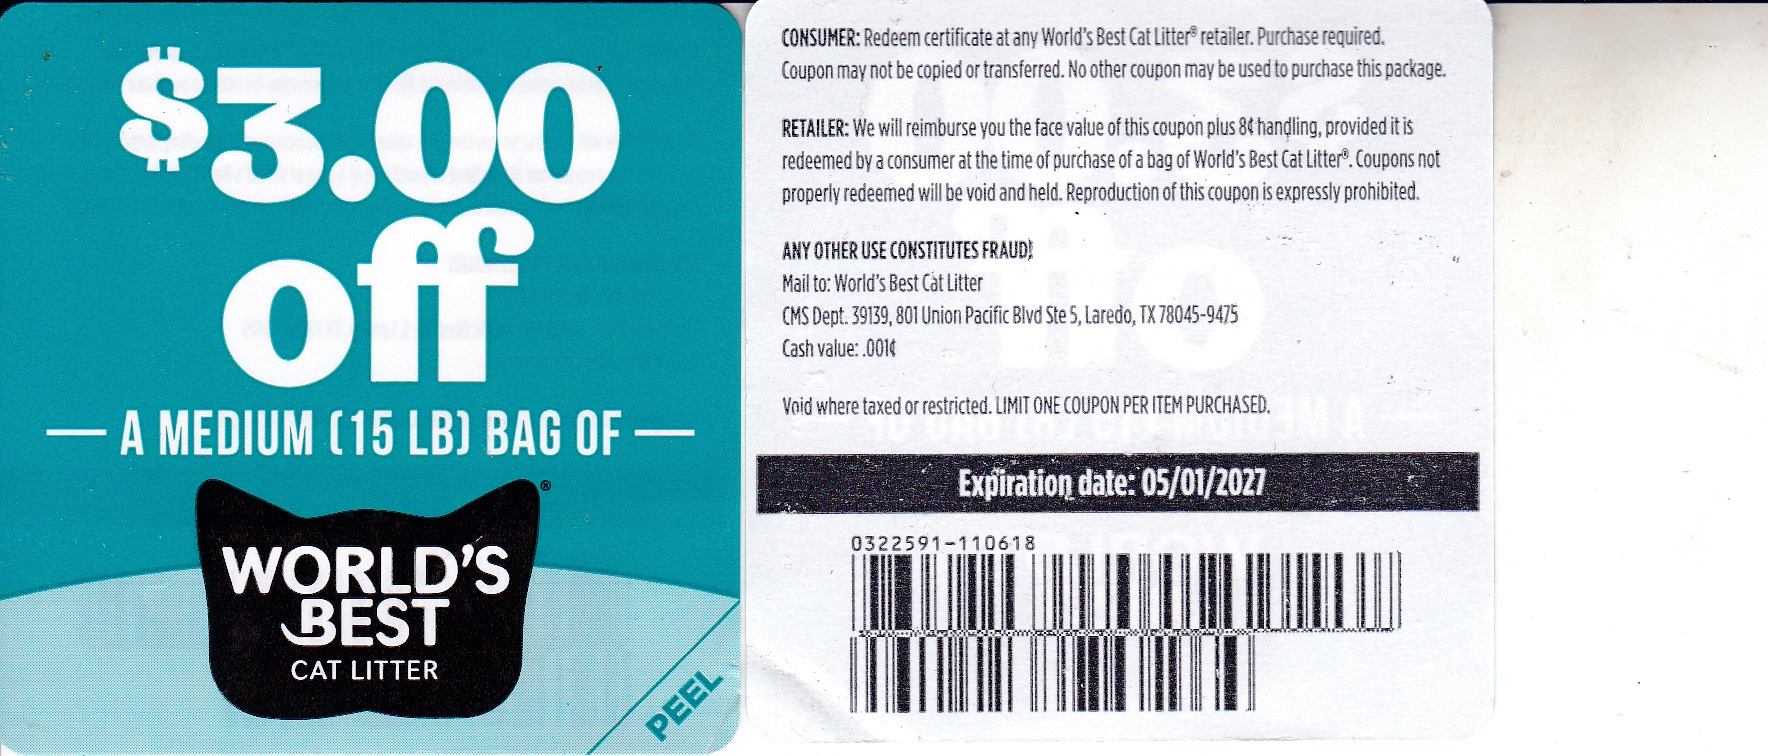 $3.00
off
A MEDIUM (15 LB) BAG OF
®
WORLD'S
BEST
CAT LITTER
PEEL
CONSUMER: Redeem certificate at any World's Best Cat Litter® retailer. Purchase required.
Coupon may not be copied or transferred. No other coupon may be used to purchase this package.
RETAILER: We will reimburse you the face value of this coupon plus 8¢ handling, provided it is
redeemed by a consumer at the time of purchase of a bag of World's Best Cat Litter®. Coupons not
properly redeemed will be void and held. Reproduction of this coupon is expressly prohibited.
ANY OTHER USE CONSTITUTES FRAUD!
Mail to: World's Best Cat Litter
CMS Dept. 39139, 801 Union Pacific Blvd Ste 5, Laredo, TX 78045-9475
Cash value: .001¢
Void where taxed or restricted. LIMIT ONE COUPON PER ITEM PURCHASED.
Expiration date: 05/01/2027
0322591-110618